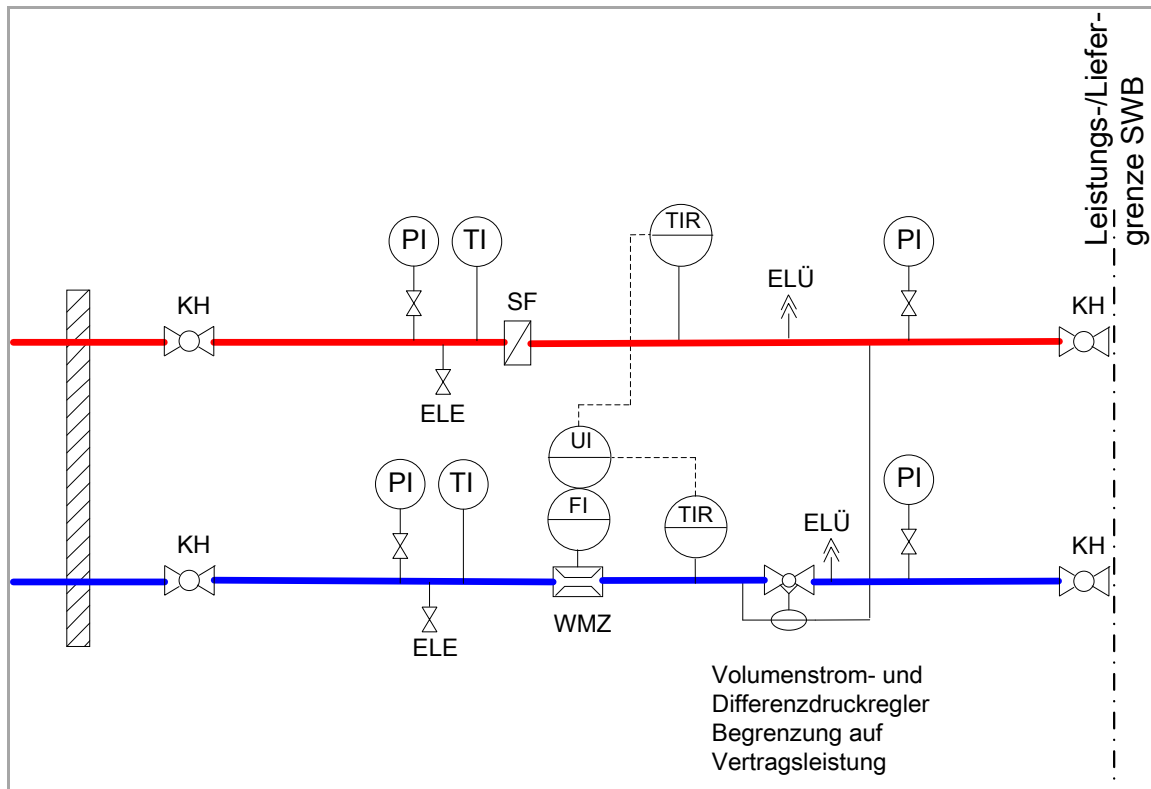 Leistungs-/Liefer-
grenze SWB
PI
TI
TIR
PI
KH
SF
ELÜ
KH
ELE
UI
PI
TI
FI
TIR
ELÜ
PI
KH
KH
ELE
WMZ
Volumenstrom- und
Differenzdruckregler
Begrenzung auf
Vertragsleistung